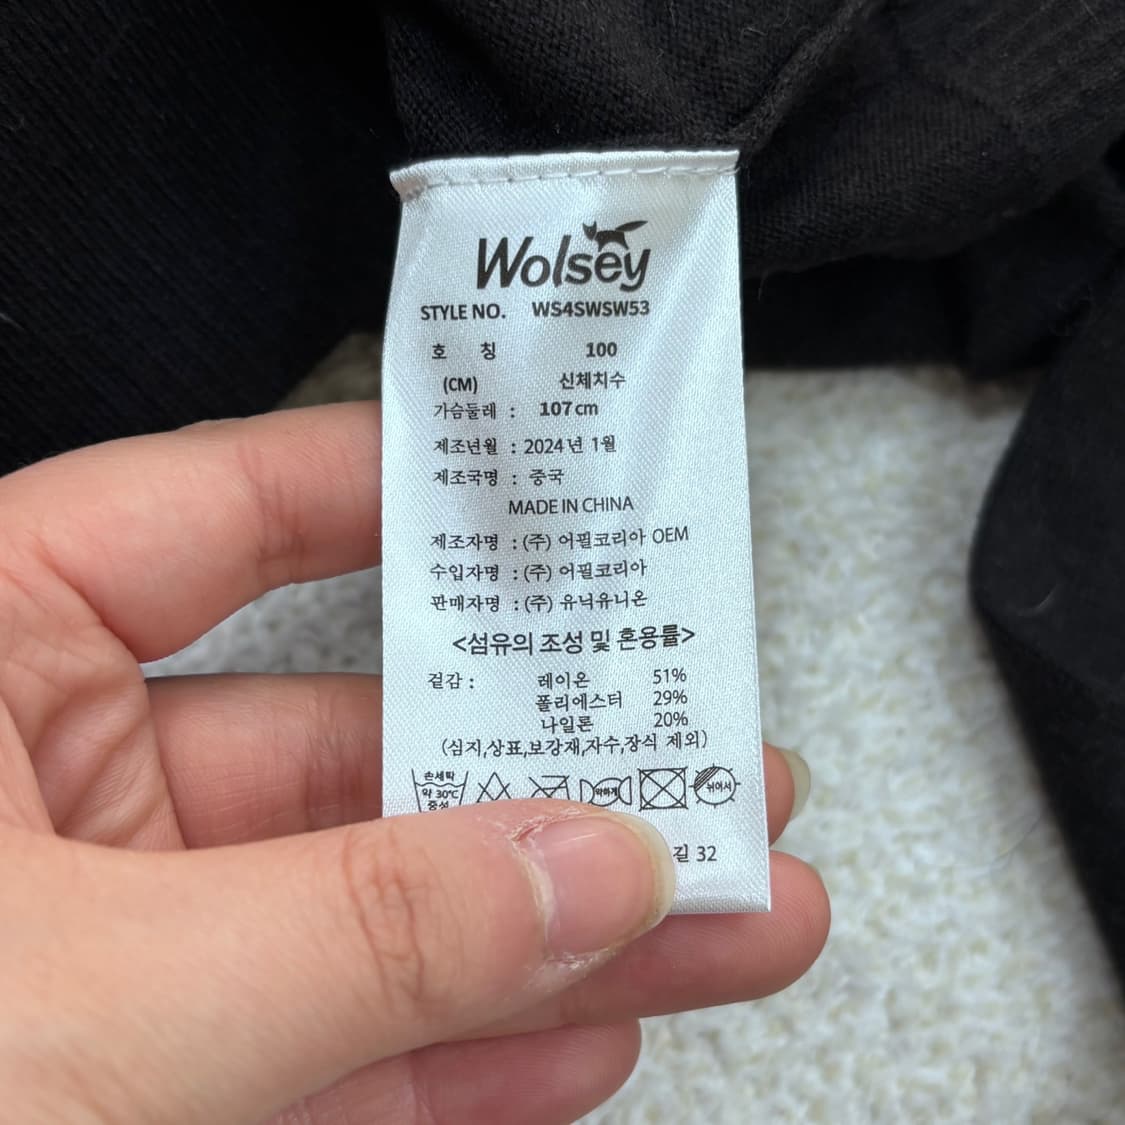 Wolsey
STYLE NO. WS4SWSW53
호 칭 100
(CM) 신체치수
가슴둘레 : 107cm
제조년월 : 2024년 1월
제조국명 : 중국
MADE IN CHINA
제조자명 : (주) 어필코리아 OEM
수입자명 : (주) 어필코리아
판매자명 : (주) 유닉유니온
<섬유의 조성 및 혼용률>
겉감 : 레이온 51%
폴리에스터 29%
나일론 20%
(심지,상표,보강재,자수,장식 제외)
손세탁
약 30℃
중성
약하게
뉘어서
길 32